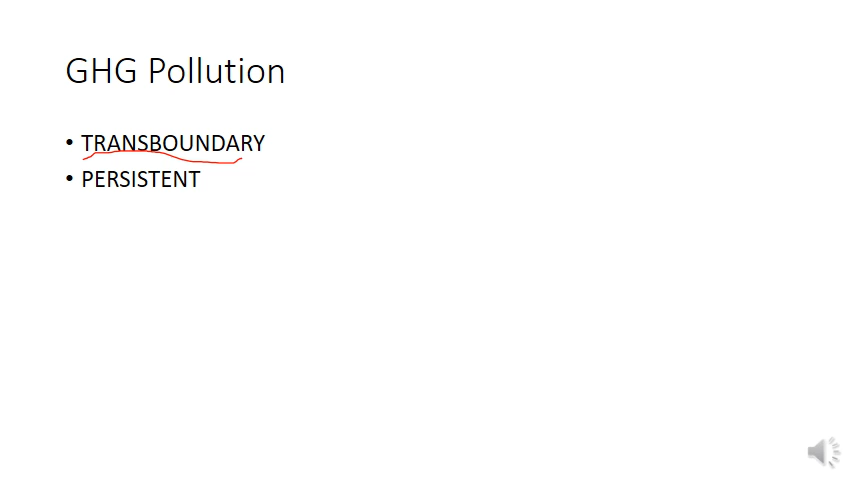 GHG Pollution
• TRANSBOUNDARY
• PERSISTENT